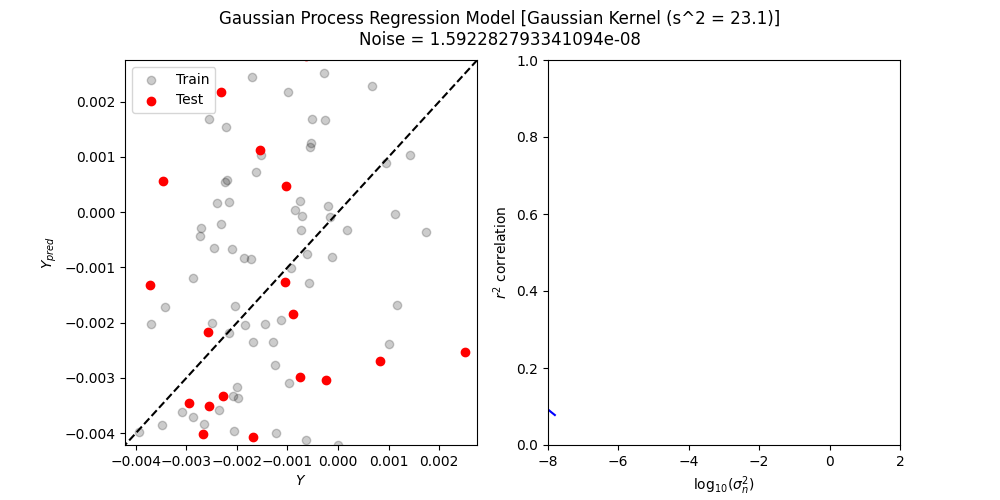 Gaussian Process Regression Model [Gaussian Kernel (s^2 = 23.1)]
Noise = 1.592282793341094e-08
Train
Test
0.002
0.001
0.000
−0.001
−0.002
−0.003
−0.004
Y_pred
−0.004 −0.003 −0.002 −0.001 0.000 0.001 0.002
Y
1.0
0.8
0.6
0.4
0.2
0.0
r² correlation
−8 −6 −4 −2 0 2
log₁₀(σₙ²)